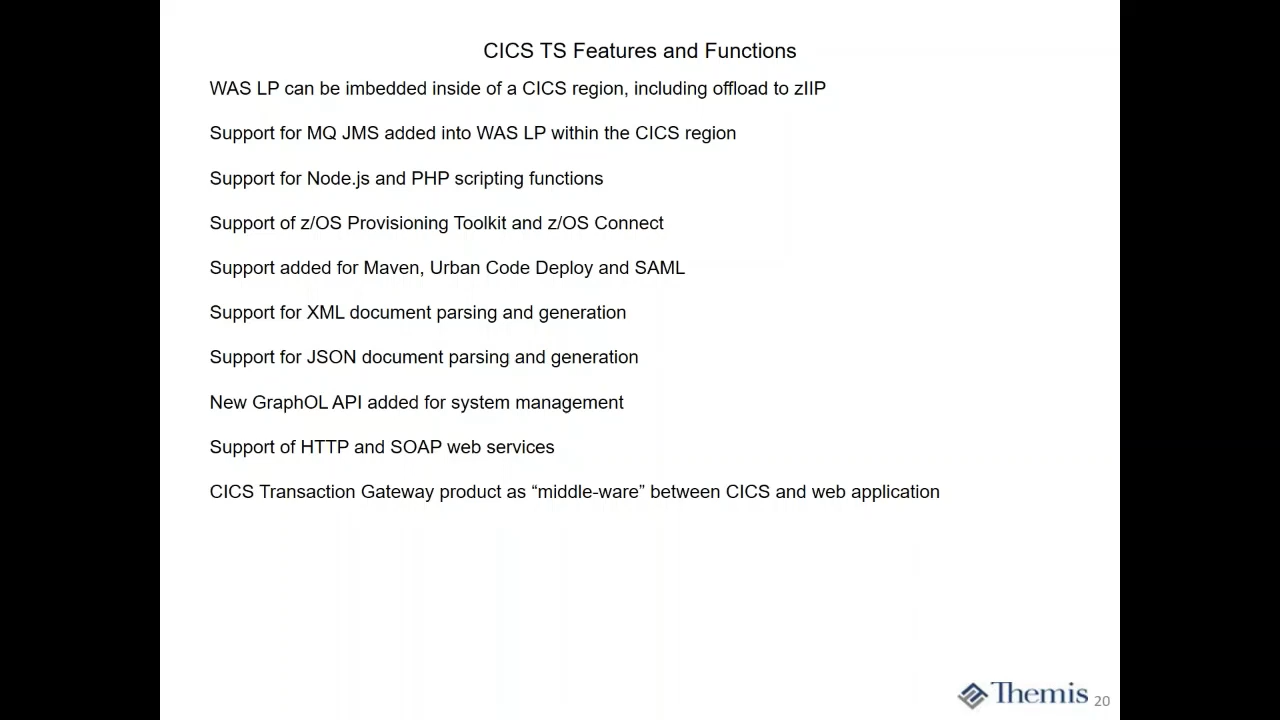 CICS TS Features and Functions
WAS LP can be imbedded inside of a CICS region, including offload to zIIP
Support for MQ JMS added into WAS LP within the CICS region
Support for Node.js and PHP scripting functions
Support of z/OS Provisioning Toolkit and z/OS Connect
Support added for Maven, Urban Code Deploy and SAML
Support for XML document parsing and generation
Support for JSON document parsing and generation
New GraphOL API added for system management
Support of HTTP and SOAP web services
CICS Transaction Gateway product as “middle-ware” between CICS and web application
Themis 20